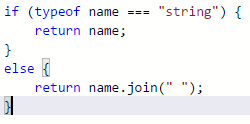 if (typeof name === "string") {
    return name;
}
else {
    return name.join(" ");
}